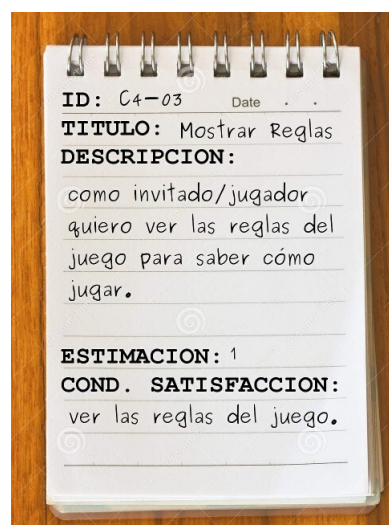 ID: C4-03 Date . .
TITULO: Mostrar Reglas
DESCRIPCION:
como invitado/jugador
quiero ver las reglas del
juego para saber cómo
jugar.
ESTIMACION: 1
COND. SATISFACCION:
ver las reglas del juego.